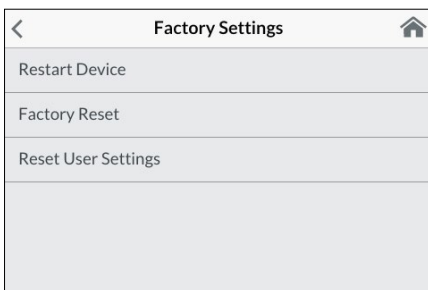 Factory Settings
Restart Device
Factory Reset
Reset User Settings